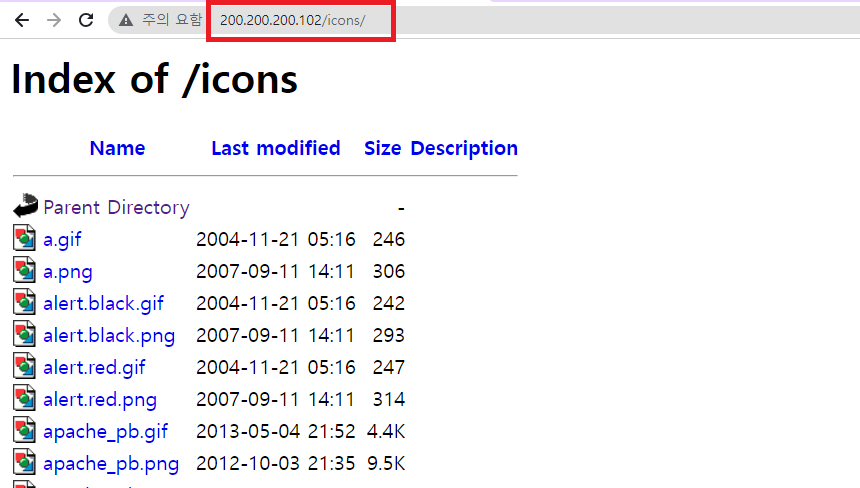 주의 요함 200.200.200.102/icons/
Index of /icons
Name Last modified Size Description
Parent Directory -
a.gif 2004-11-21 05:16 246
a.png 2007-09-11 14:11 306
alert.black.gif 2004-11-21 05:16 242
alert.black.png 2007-09-11 14:11 293
alert.red.gif 2004-11-21 05:16 247
alert.red.png 2007-09-11 14:11 314
apache_pb.gif 2013-05-04 21:52 4.4K
apache_pb.png 2012-10-03 21:35 9.5K